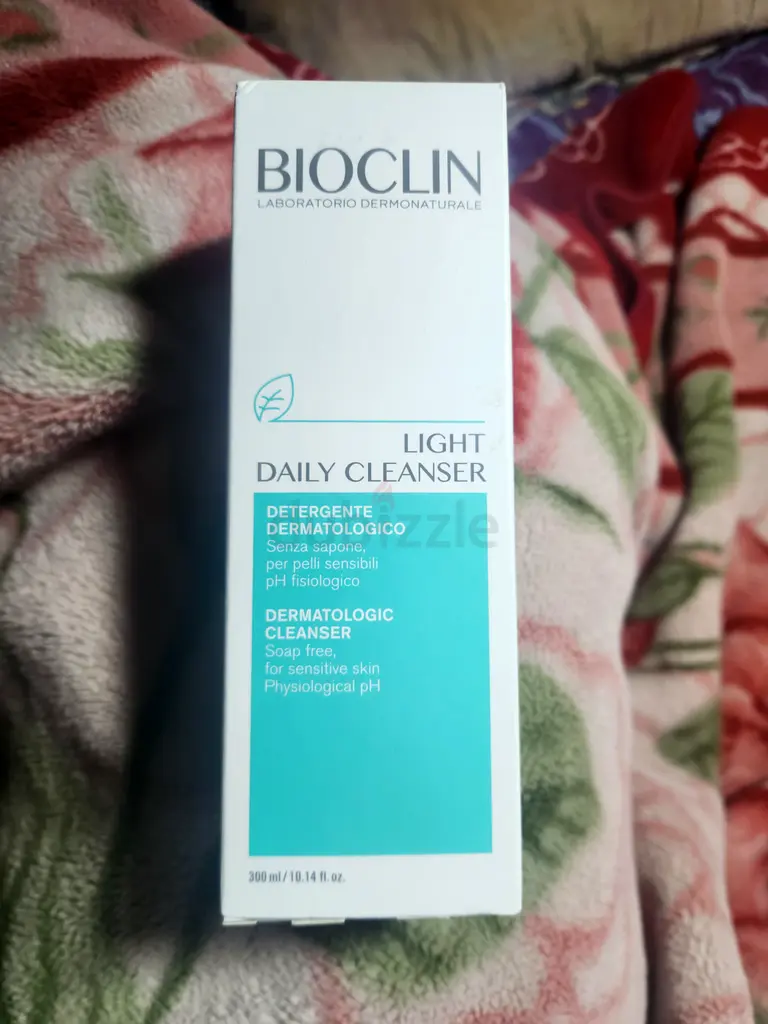 BIOCLIN
LABORATORIO DERMONATURALE
LIGHT
DAILY CLEANSER
DETERGENTE
DERMATOLOGICO
Senza sapone,
per pelli sensibili
pH fisiologico
DERMATOLOGIC
CLEANSER
Soap free,
for sensitive skin
Physiological pH
300 ml / 10.14 fl. oz.